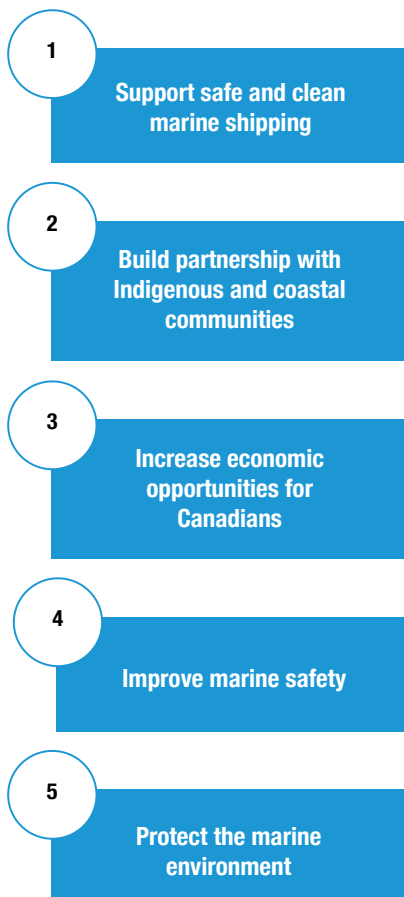 1
Support safe and clean
marine shipping
2
Build partnership with
Indigenous and coastal
communities
3
Increase economic
opportunities for
Canadians
4
Improve marine safety
5
Protect the marine
environment